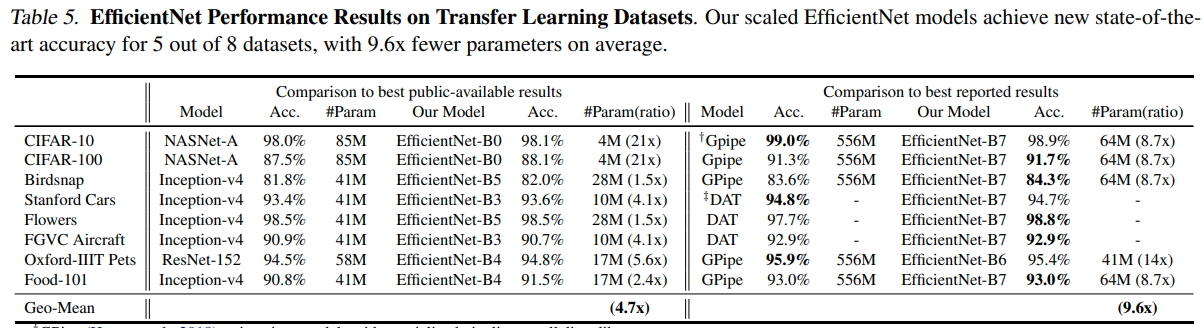 Table 5. EfficientNet Performance Results on Transfer Learning Datasets. Our scaled EfficientNet models achieve new state-of-the-
art accuracy for 5 out of 8 datasets, with 9.6x fewer parameters on average.
Comparison to best public-available results Comparison to best reported results
Model Acc. #Param Our Model Acc. #Param(ratio) Model Acc. #Param Our Model Acc. #Param(ratio)
CIFAR-10 NASNet-A 98.0% 85M EfficientNet-B0 98.1% 4M (21x) †Gpipe 99.0% 556M EfficientNet-B7 98.9% 64M (8.7x)
CIFAR-100 NASNet-A 87.5% 85M EfficientNet-B0 88.1% 4M (21x) Gpipe 91.3% 556M EfficientNet-B7 91.7% 64M (8.7x)
Birdsnap Inception-v4 81.8% 41M EfficientNet-B5 82.0% 28M (1.5x) GPipe 83.6% 556M EfficientNet-B7 84.3% 64M (8.7x)
Stanford Cars Inception-v4 93.4% 41M EfficientNet-B3 93.6% 10M (4.1x) ‡DAT 94.8% - EfficientNet-B7 94.7% -
Flowers Inception-v4 98.5% 41M EfficientNet-B5 98.5% 28M (1.5x) DAT 97.7% - EfficientNet-B7 98.8% -
FGVC Aircraft Inception-v4 90.9% 41M EfficientNet-B3 90.7% 10M (4.1x) DAT 92.9% - EfficientNet-B7 92.9% -
Oxford-IIIT Pets ResNet-152 94.5% 58M EfficientNet-B4 94.8% 17M (5.6x) GPipe 95.9% 556M EfficientNet-B6 95.4% 41M (14x)
Food-101 Inception-v4 90.8% 41M EfficientNet-B4 91.5% 17M (2.4x) GPipe 93.0% 556M EfficientNet-B7 93.0% 64M (8.7x)
Geo-Mean (4.7x) (9.6x)